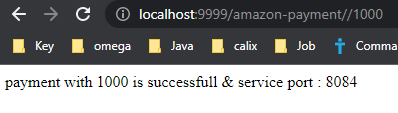 localhost:9999/amazon-payment//1000
Key omega Java calix Job Comma
payment with 1000 is successfull & service port : 8084